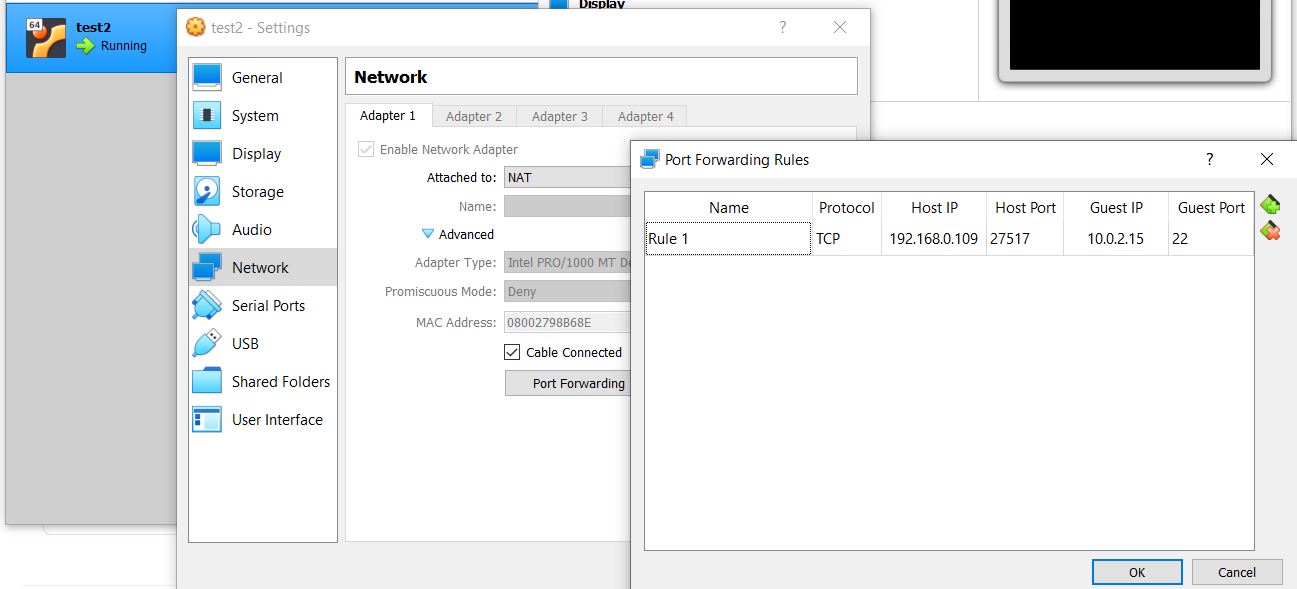 Display
64
test2
Running
test2 - Settings
?
General
System
Display
Storage
Audio
Network
Serial Ports
USB
Shared Folders
User Interface
Network
Adapter 1 Adapter 2 Adapter 3 Adapter 4
Enable Network Adapter
Attached to: NAT
Name:
Advanced
Adapter Type: Intel PRO/1000 MT De
Promiscuous Mode: Deny
MAC Address: 08002798B68E
Cable Connected
Port Forwarding
Port Forwarding Rules
?
Name Protocol Host IP Host Port Guest IP Guest Port
Rule 1 TCP 192.168.0.109 27517 10.0.2.15 22
OK Cancel